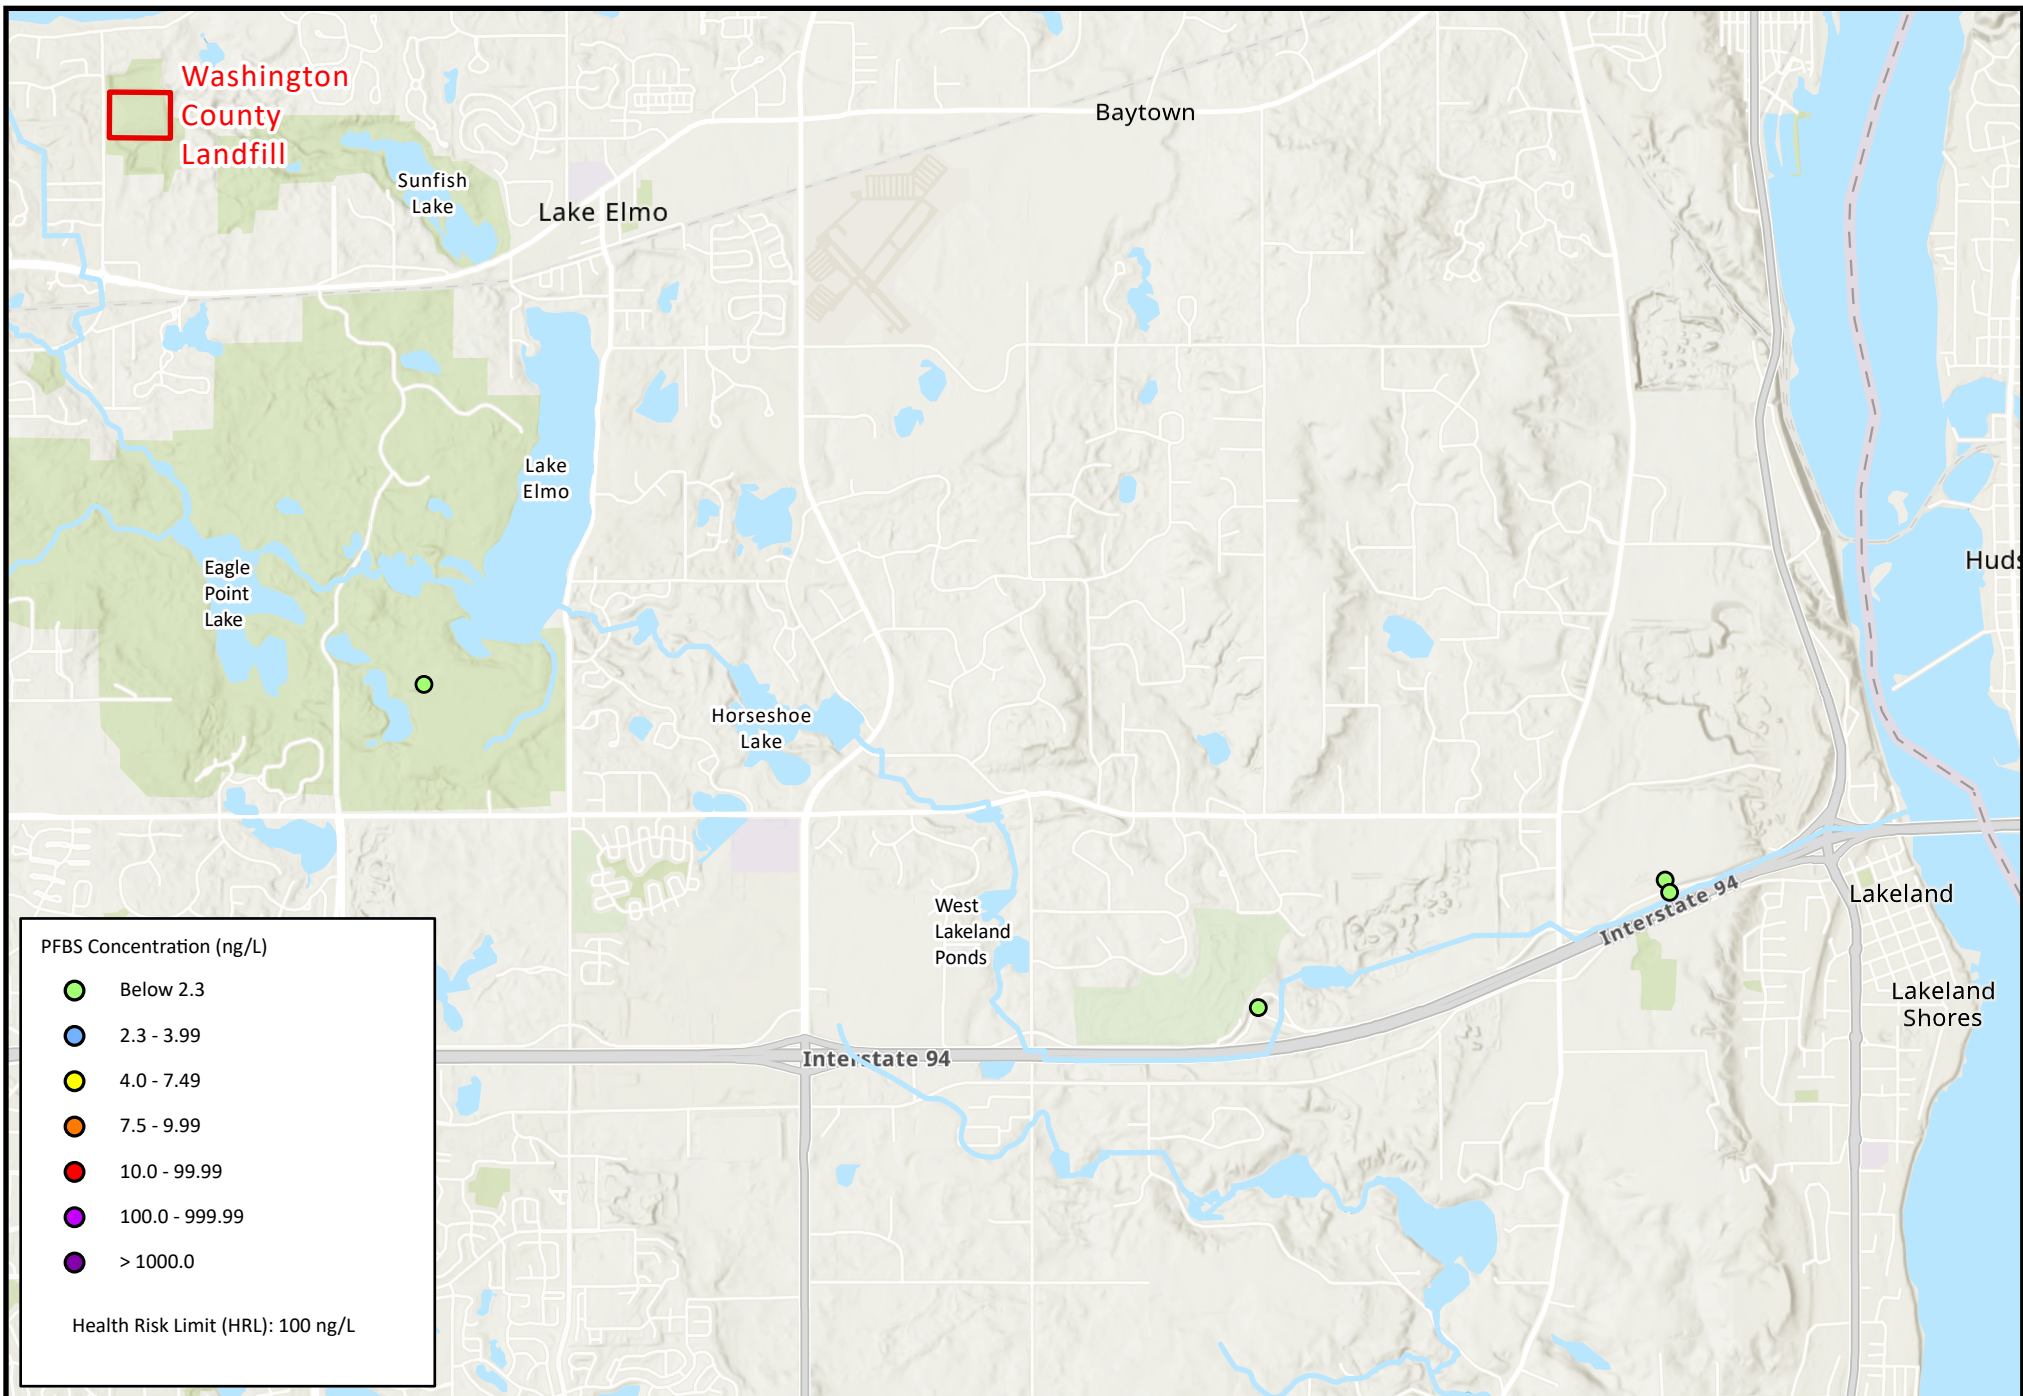 Washington
County
Landfill
Baytown
Sunfish
Lake
Lake Elmo
Lake
Elmo
Eagle
Point
Lake
Huds
Horseshoe
Lake
West
Lakeland
Ponds
Interstate 94
Lakeland
Lakeland
Shores
Interstate 94
PFBS Concentration (ng/L)
Below 2.3
2.3 - 3.99
4.0 - 7.49
7.5 - 9.99
10.0 - 99.99
100.0 - 999.99
> 1000.0
Health Risk Limit (HRL): 100 ng/L